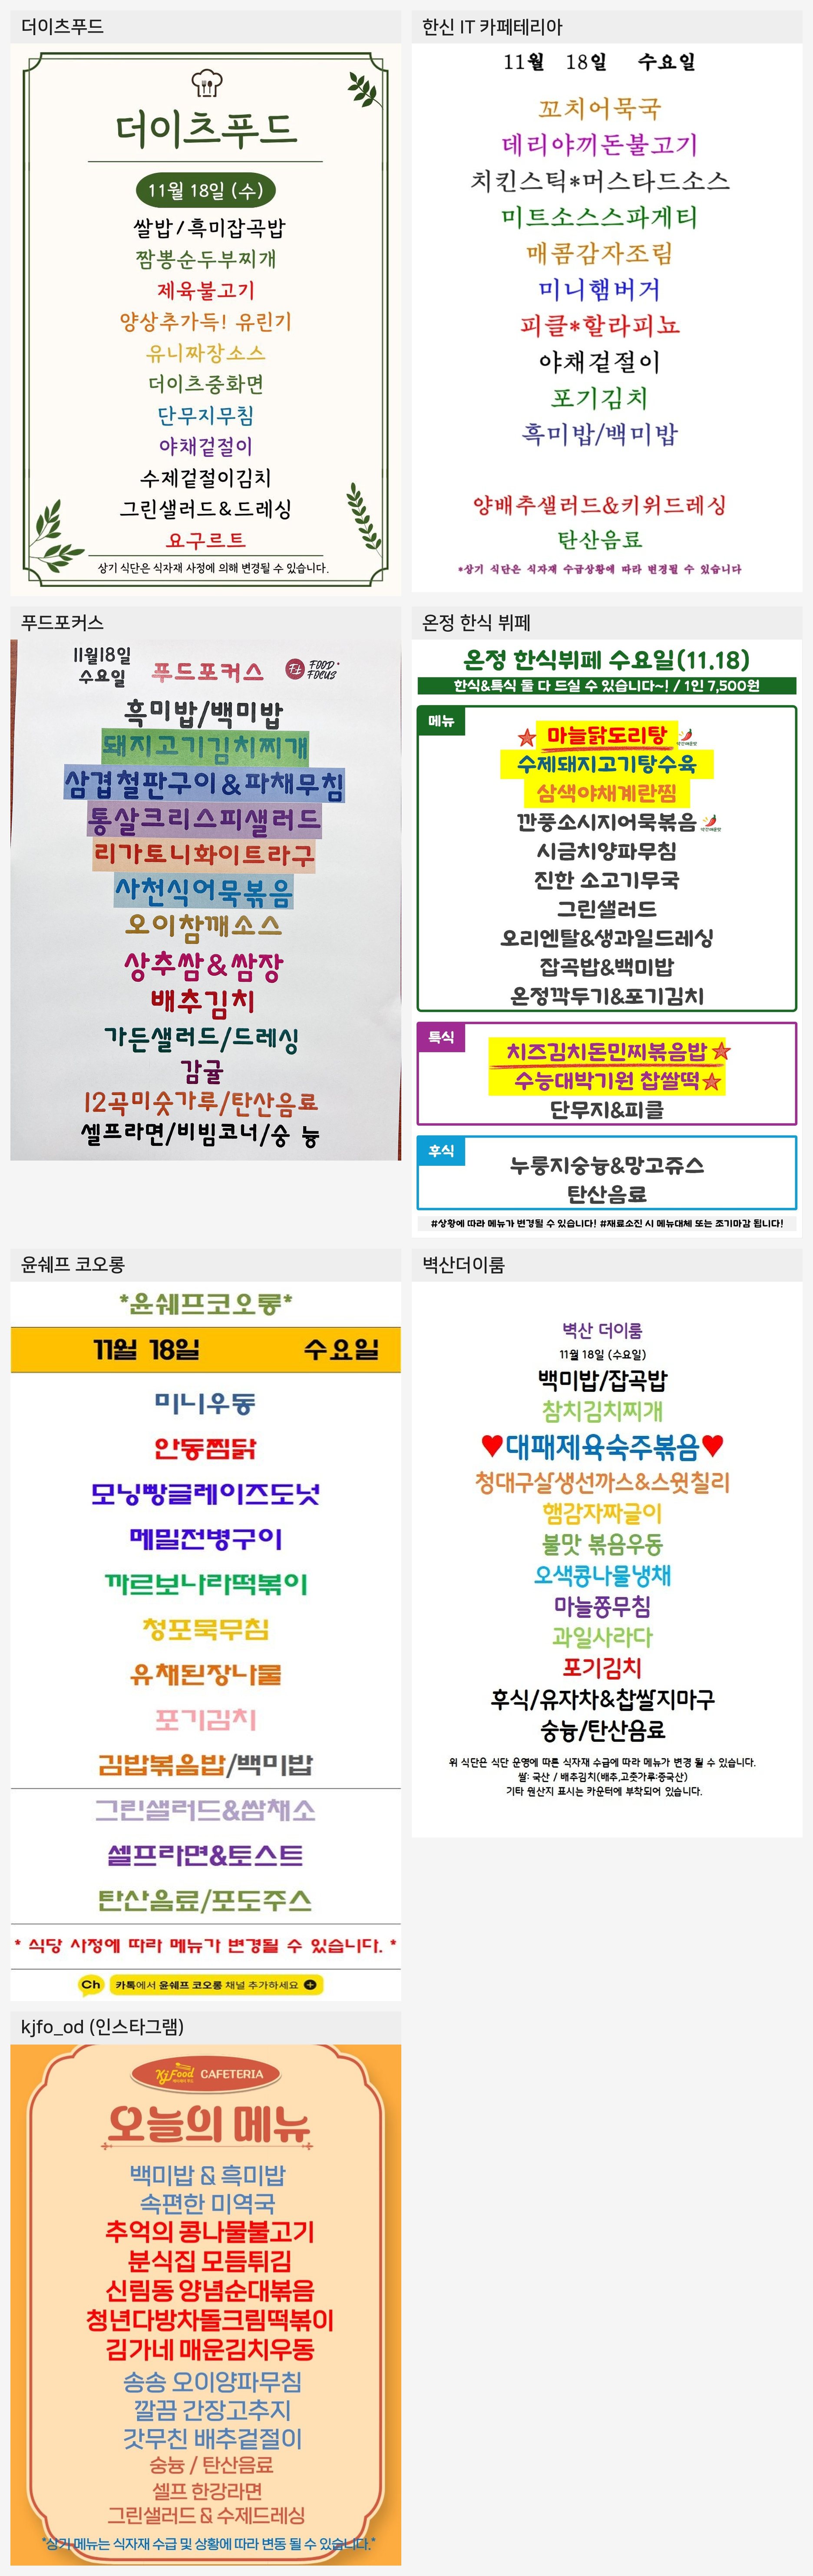 더이츠푸드
더이츠푸드
11월 18일 (수)
쌀밥/흑미잡곡밥
짬뽕순두부찌개
제육불고기
양상추가득! 유린기
유니짜장소스
더이츠중화면
단무지무침
야채겉절이
수제겉절이김치
그린샐러드&드레싱
요구르트
상기 식단은 식자재 사정에 의해 변경될 수 있습니다.
한신 IT 카페테리아
11월 18일 수요일
꼬치어묵국
데리야끼돈불고기
치킨스틱*머스타드소스
미트소스스파게티
매콤감자조림
미니햄버거
피클*할라피뇨
야채겉절이
포기김치
흑미밥/백미밥
양배추샐러드&키위드레싱
탄산음료
*상기 식단은 식자재 수급상황에 따라 변경될 수 있습니다
푸드포커스
11월18일
수요일
푸드포커스
FOOD
FOCUS
흑미밥/백미밥
돼지고기김치찌개
삼겹철판구이&파채무침
통살크리스피샐러드
리가토니화이트라구
사천식어묵볶음
오이참깨소스
상추쌈&쌈장
배추김치
가든샐러드/드레싱
감귤
12곡미숫가루/탄산음료
셀프라면/비빔코너/숭 늉
온정 한식 뷔페
온정 한식뷔페 수요일(11.18)
한식&특식 둘 다 드실 수 있습니다~! / 1인 7,500원
메뉴
마늘닭도리탕
수제돼지고기탕수육
삼색야채계란찜
깐풍소시지어묵볶음
시금치양파무침
진한 소고기무국
그린샐러드
오리엔탈&생과일드레싱
잡곡밥&백미밥
온정깍두기&포기김치
특식
치즈김치돈민찌볶음밥
수능대박기원 찹쌀떡
단무지&피클
후식
누룽지숭늉&망고쥬스
탄산음료
#상황에 따라 메뉴가 변경될 수 있습니다! #재료소진 시 메뉴대체 또는 조기마감 됩니다!
윤쉐프 코오롱
*윤쉐프코오롱*
11월 18일 수요일
미니우동
안동찜닭
모닝빵글레이즈도넛
메밀전병구이
까르보나라떡볶이
청포묵무침
유채된장나물
포기김치
김밥볶음밥/백미밥
그린샐러드&쌈채소
셀프라면&토스트
탄산음료/포도주스
* 식당 사정에 따라 메뉴가 변경될 수 있습니다. *
Ch 카톡에서 윤쉐프 코오롱 채널 추가하세요
벽산더이룸
벽산 더이룸
11월 18일 (수요일)
백미밥/잡곡밥
참치김치찌개
♥대패제육숙주볶음♥
청대구살생선까스&스윗칠리
햄감자짜글이
불맛 볶음우동
오색콩나물냉채
마늘쫑무침
과일사라다
포기김치
후식/유자차&찹쌀지마구
숭늉/탄산음료
위 식단은 식단 운영에 따른 식자재 수급에 따라 메뉴가 변경 될 수 있습니다.
쌀: 국산 / 배추김치(배추,고춧가루:중국산)
기타 원산지 표시는 카운터에 부착되어 있습니다.
kjfo_od (인스타그램)
KJ Food CAFETERIA
오늘의 메뉴
백미밥 & 흑미밥
속편한 미역국
추억의 콩나물불고기
분식집 모듬튀김
신림동 양념순대볶음
청년다방차돌크림떡볶이
김가네 매운김치우동
송송 오이양파무침
깔끔 간장고추지
갓무친 배추겉절이
숭늉 / 탄산음료
셀프 한강라면
그린샐러드 & 수제드레싱
*상기 메뉴는 식자재 수급 및 상황에 따라 변동 될 수 있습니다.*